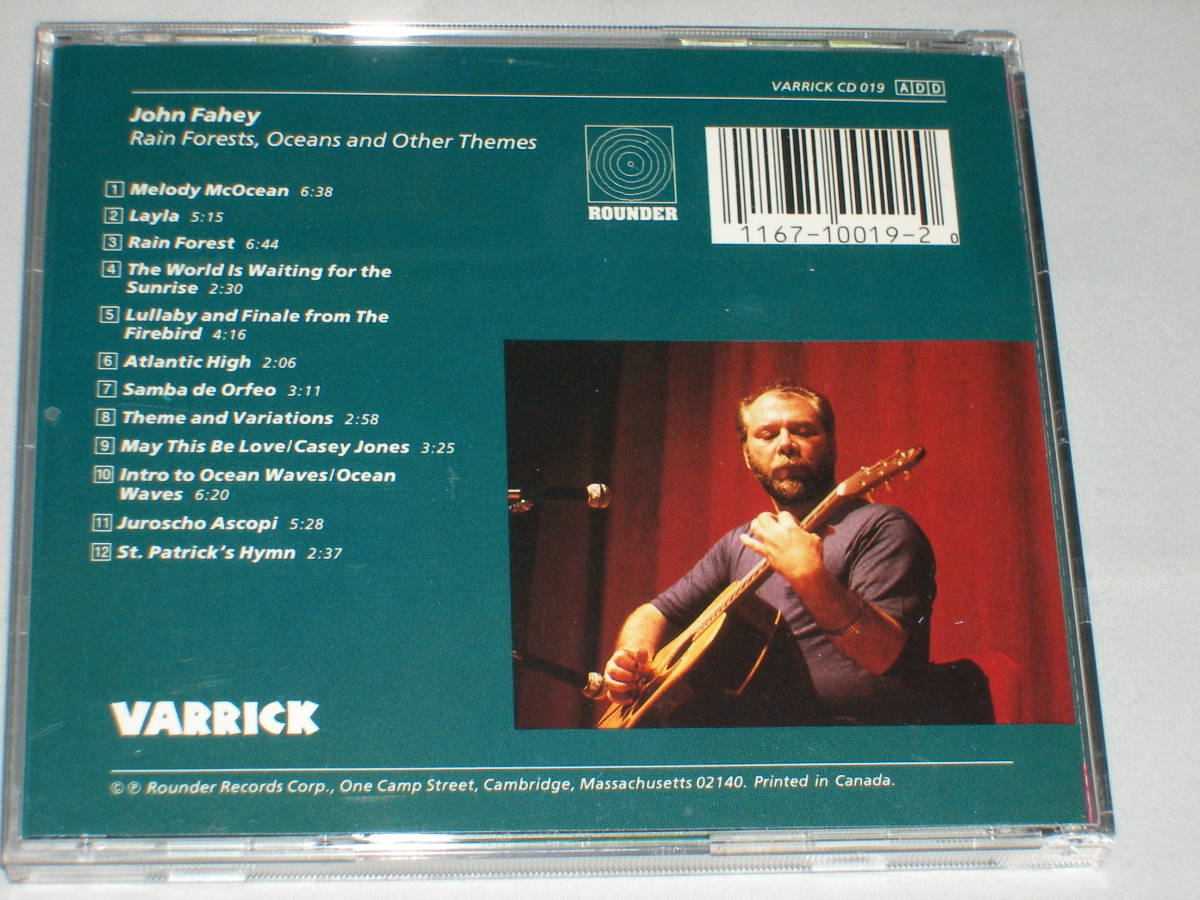 VARRICK CD 019 ADD
John Fahey
Rain Forests, Oceans and Other Themes
ROUNDER
1167-10019-2 0
1 Melody McOcean 6:38
2 Layla 5:15
3 Rain Forest 6:44
4 The World Is Waiting for the
Sunrise 2:30
5 Lullaby and Finale from The
Firebird 4:16
6 Atlantic High 2:06
7 Samba de Orfeo 3:11
8 Theme and Variations 2:58
9 May This Be Love/Casey Jones 3:25
10 Intro to Ocean Waves/Ocean
Waves 6:20
11 Juroscho Ascopi 5:28
12 St. Patrick's Hymn 2:37
VARRICK
© ℗ Rounder Records Corp., One Camp Street, Cambridge, Massachusetts 02140. Printed in Canada.